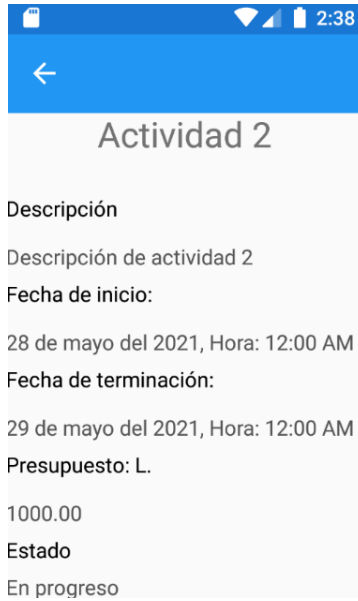 2:38
Actividad 2
Descripción
Descripción de actividad 2
Fecha de inicio:
28 de mayo del 2021, Hora: 12:00 AM
Fecha de terminación:
29 de mayo del 2021, Hora: 12:00 AM
Presupuesto: L.
1000.00
Estado
En progreso